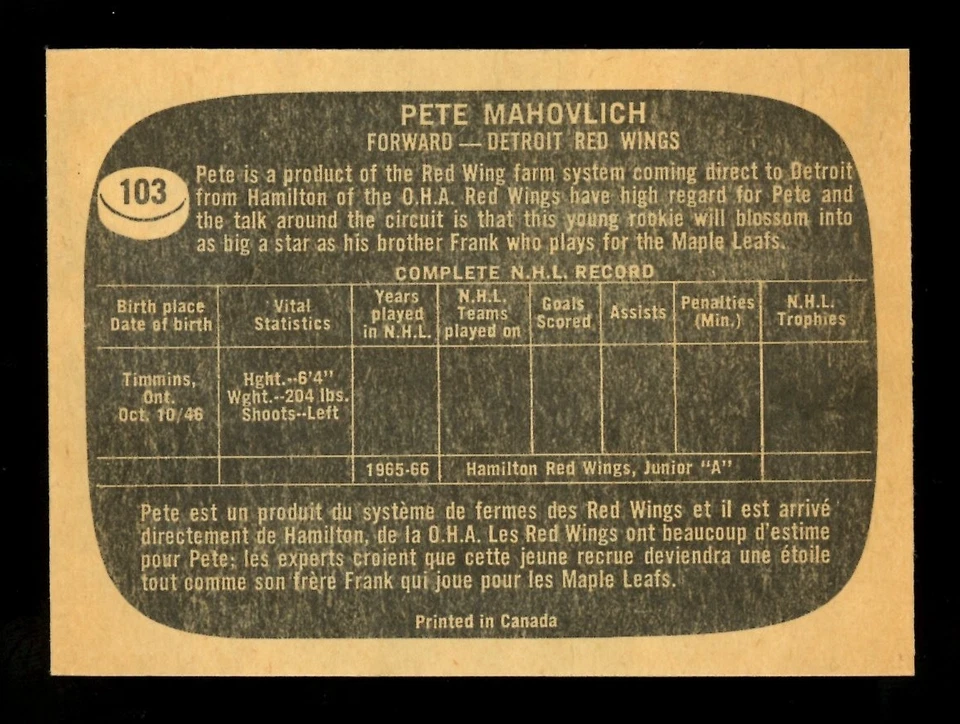 PETE MAHOVLICH
FORWARD — DETROIT RED WINGS
103
Pete is a product of the Red Wing farm system coming direct to Detroit
from Hamilton of the O.H.A. Red Wings have high regard for Pete and
the talk around the circuit is that this young rookie will blossom into
as big a star as his brother Frank who plays for the Maple Leafs.
COMPLETE N.H.L. RECORD
Birth place
Date of birth
Vital
Statistics
Years
played
in N.H.L.
N.H.L.
Teams
played on
Goals
Scored
Assists
Penalties
(Min.)
N.H.L.
Trophies
Timmins,
Ont.
Oct. 10/46
Hght.--6'4"
Wght.--204 lbs.
Shoots--Left
1965-66
Hamilton Red Wings, Junior "A"
Pete est un produit du système de fermes des Red Wings et il est arrivé
directement de Hamilton, de la O.H.A. Les Red Wings ont beaucoup d'estime
pour Pete; les experts croient que cette jeune recrue deviendra une étoile
tout comme son frère Frank qui joue pour les Maple Leafs.
Printed in Canada